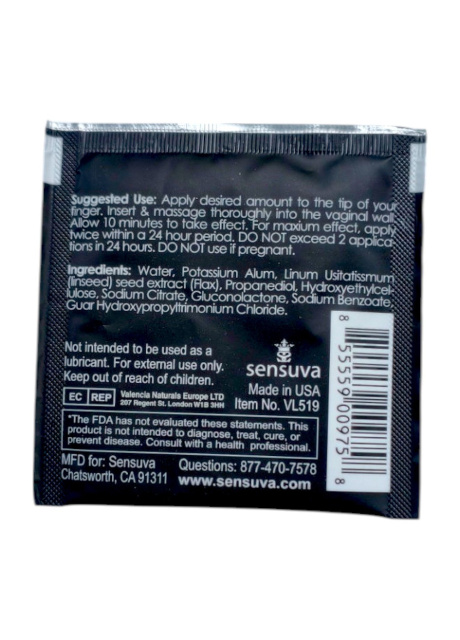 Suggested Use: Apply desired amount to the tip of your
finger. Insert & massage thoroughly into the vaginal wall.
Allow 10 minutes to take effect. For maxium effect, apply
twice within a 24 hour period. DO NOT exceed 2 applica
tions in 24 hours. DO NOT use if pregnant.
Ingredients: Water, Potassium Alum, Linum Usitatissmum
(linseed) seed extract (Flax), Propanediol, Hydroxyethylcel-
lulose, Sodium Citrate, Gluconolactone, Sodium Benzoate,
Guar Hydroxypropyltrimonium Chloride.
Not intended to be used as a
lubricant. For external use only.
Keep out of reach of children.
EC REP Valencia Naturals Europe LTD
207 Regent St. London W1B 3HH
sensuva
Made in USA
Item No. VL519
*The FDA has not evaluated these statements. This
product is not intended to diagnose, treat, cure, or
prevent disease. Consult with a health professional.
MFD for: Sensuva
Chatsworth, CA 91311
Questions: 877-470-7578
www.sensuva.com
8 55559 00975 8